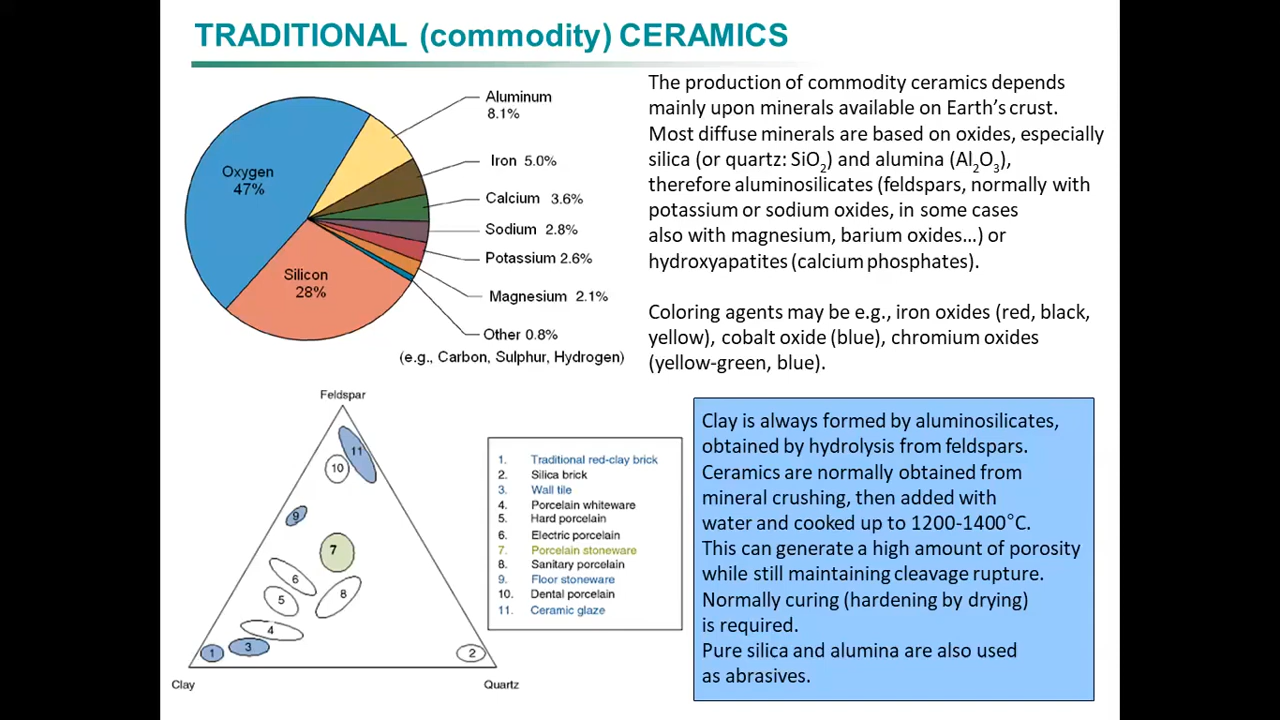 TRADITIONAL (commodity) CERAMICS
Aluminum
8.1%
Iron 5.0%
Calcium 3.6%
Sodium 2.8%
Potassium 2.6%
Magnesium 2.1%
Other 0.8%
(e.g., Carbon, Sulphur, Hydrogen)
Oxygen
47%
Silicon
28%
The production of commodity ceramics depends
mainly upon minerals available on Earth's crust.
Most diffuse minerals are based on oxides, especially
silica (or quartz: SiO2) and alumina (Al2O3),
therefore aluminosilicates (feldspars, normally with
potassium or sodium oxides, in some cases
also with magnesium, barium oxides...) or
hydroxyapatites (calcium phosphates).
Coloring agents may be e.g., iron oxides (red, black,
yellow), cobalt oxide (blue), chromium oxides
(yellow-green, blue).
Feldspar
11
10
9
7
6
8
5
4
3
1
2
Clay
Quartz
1. Traditional red-clay brick
2. Silica brick
3. Wall tile
4. Porcelain whiteware
5. Hard porcelain
6. Electric porcelain
7. Porcelain stoneware
8. Sanitary porcelain
9. Floor stoneware
10. Dental porcelain
11. Ceramic glaze
Clay is always formed by aluminosilicates,
obtained by hydrolysis from feldspars.
Ceramics are normally obtained from
mineral crushing, then added with
water and cooked up to 1200-1400°C.
This can generate a high amount of porosity
while still maintaining cleavage rupture.
Normally curing (hardening by drying)
is required.
Pure silica and alumina are also used
as abrasives.